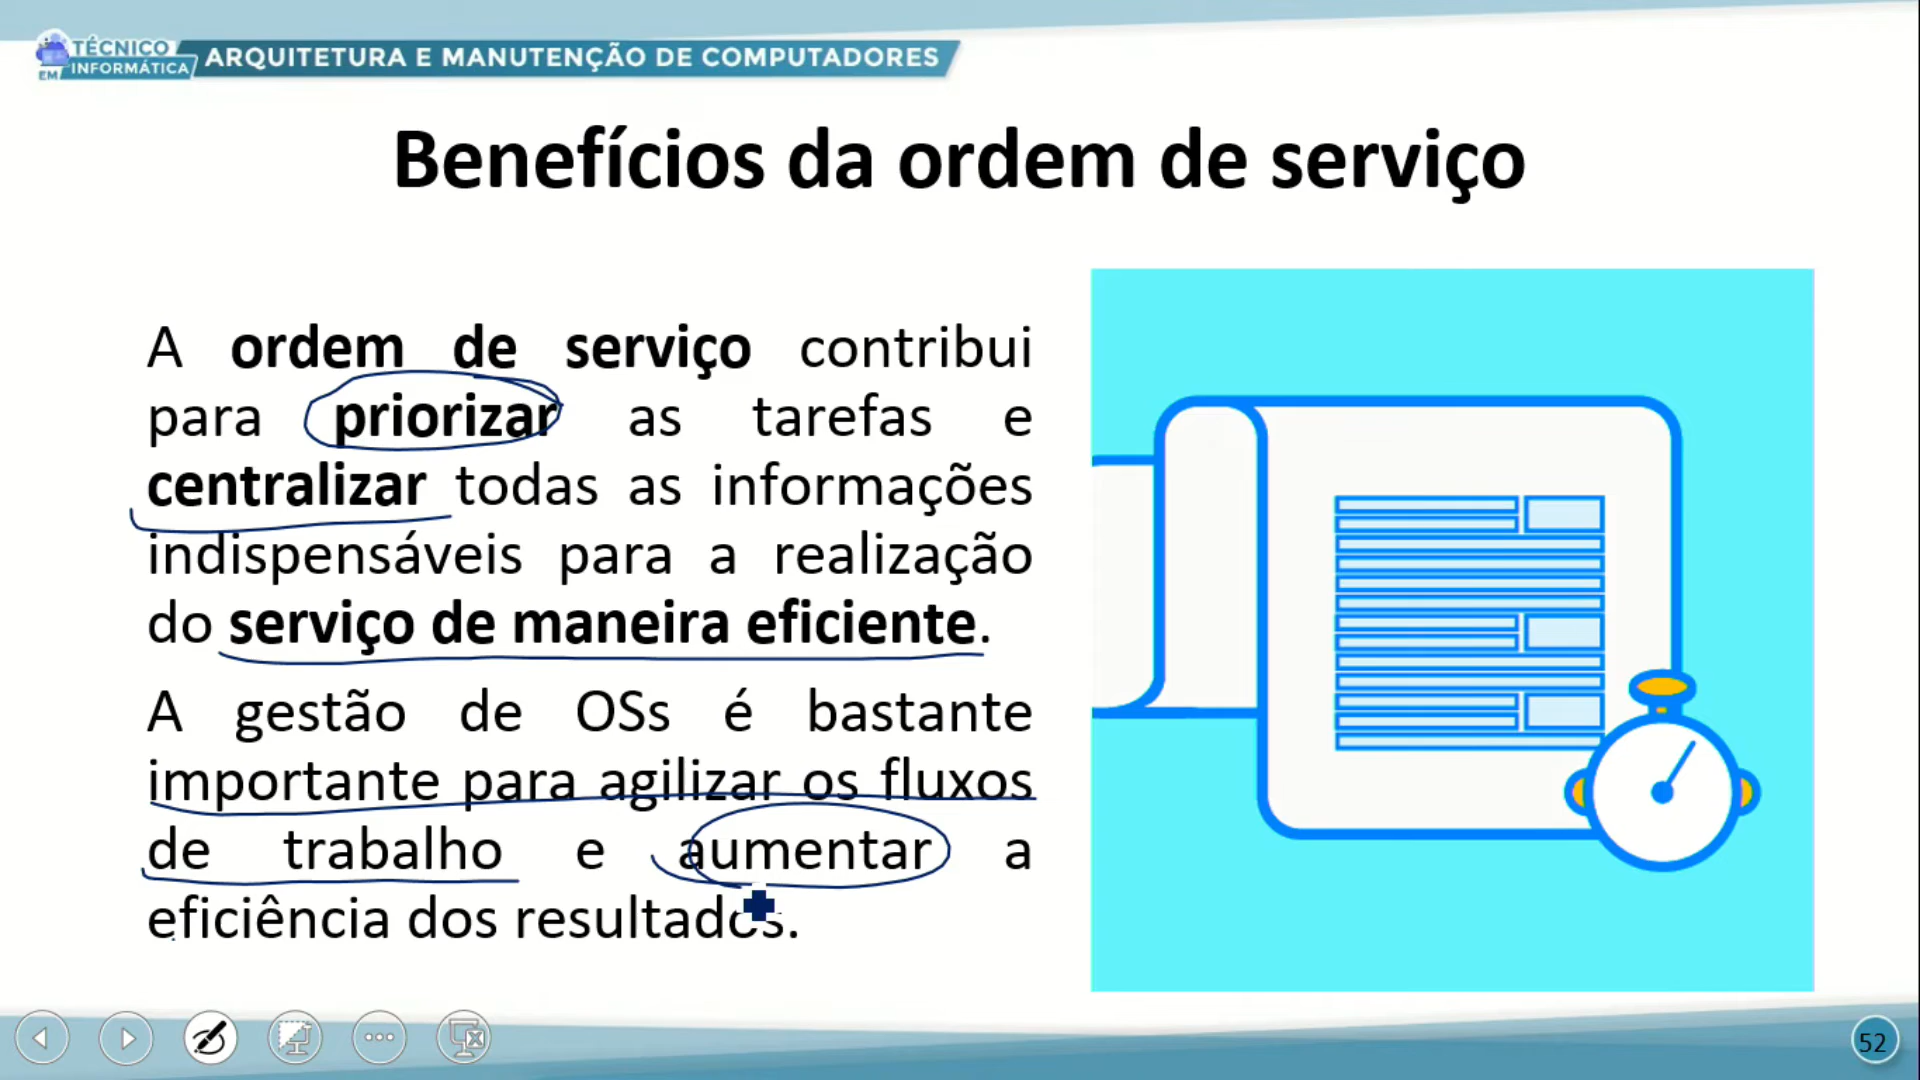 TÉCNICO
EM INFORMÁTICA
ARQUITETURA E MANUTENÇÃO DE COMPUTADORES
Benefícios da ordem de serviço
A ordem de serviço contribui
para priorizar as tarefas e
centralizar todas as informações
indispensáveis para a realização
do serviço de maneira eficiente.
A gestão de OSs é bastante
importante para agilizar os fluxos
de trabalho e aumentar a
eficiência dos resultados.
52